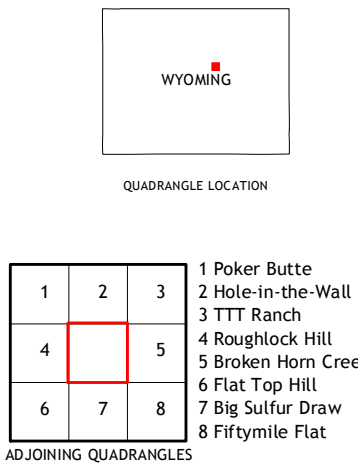 WYOMING
QUADRANGLE LOCATION
1 2 3
4 5
6 7 8
1 Poker Butte
2 Hole-in-the-Wall
3 TTT Ranch
4 Roughlock Hill
5 Broken Horn Cree
6 Flat Top Hill
7 Big Sulfur Draw
8 Fiftymile Flat
ADJOINING QUADRANGLES